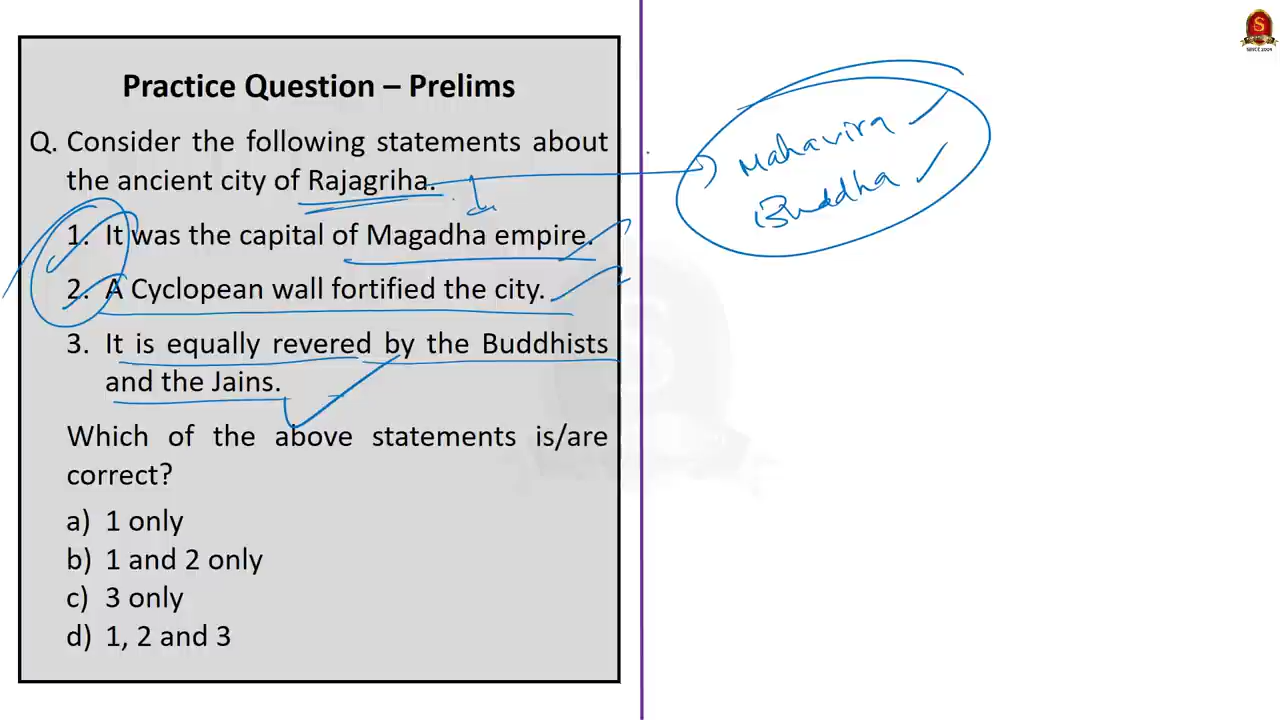 Practice Question – Prelims
Q. Consider the following statements about
the ancient city of Rajagriha.
1. It was the capital of Magadha empire.
2. A Cyclopean wall fortified the city.
3. It is equally revered by the Buddhists
and the Jains.
Which of the above statements is/are
correct?
a) 1 only
b) 1 and 2 only
c) 3 only
d) 1, 2 and 3
Mahavira
Buddha
S
SINCE 2004